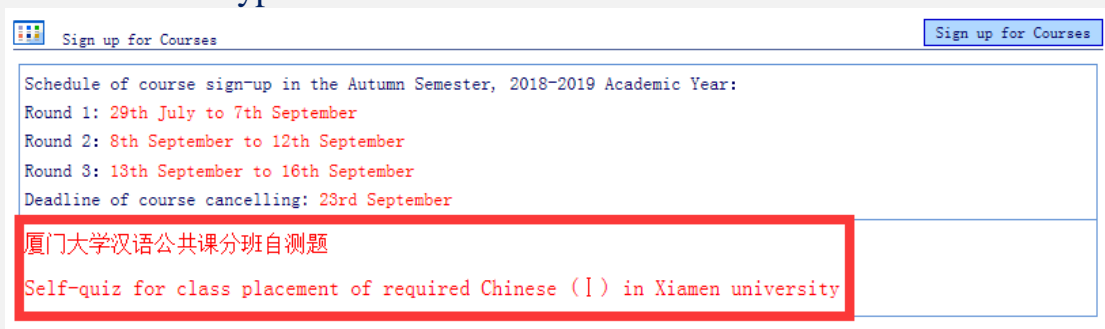 Sign up for Courses
Sign up for Courses
Schedule of course sign-up in the Autumn Semester, 2018-2019 Academic Year:
Round 1: 29th July to 7th September
Round 2: 8th September to 12th September
Round 3: 13th September to 16th September
Deadline of course cancelling: 23rd September
厦门大学汉语公共课分班自测题
Self-quiz for class placement of required Chinese (Ⅰ) in Xiamen university